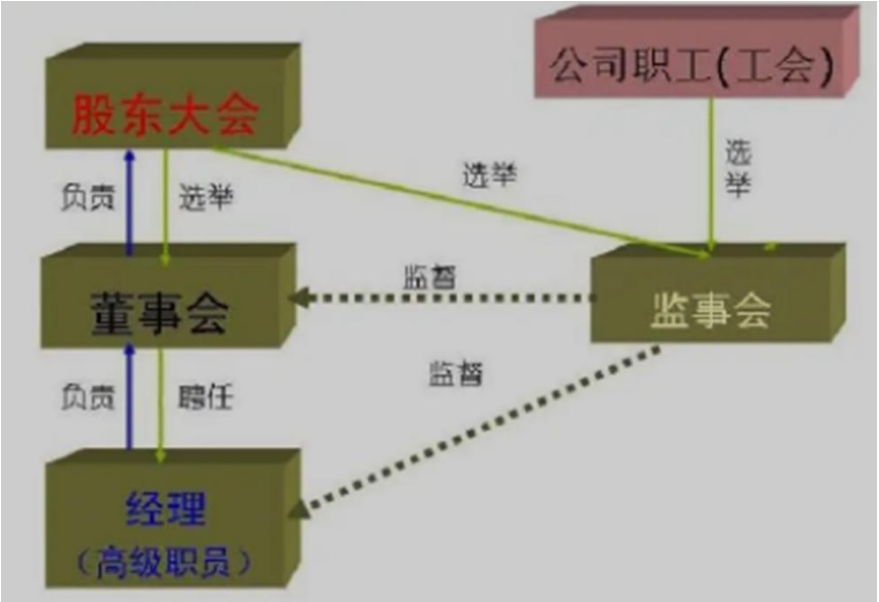 公司职工(工会)
股东大会
选
举
选举
负责
选举
监督
董事会
监事会
监督
负责
聘任
经理
（高级职员）